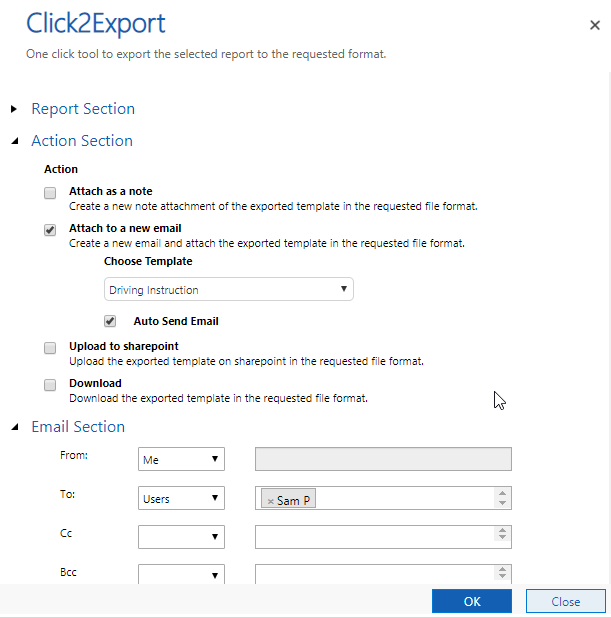 Click2Export
One click tool to export the selected report to the requested format.
Report Section
Action Section
Action
Attach as a note
Create a new note attachment of the exported template in the requested file format.
Attach to a new email
Create a new email and attach the exported template in the requested file format.
Choose Template
Driving Instruction
Auto Send Email
Upload to sharepoint
Upload the exported template on sharepoint in the requested file format.
Download
Download the exported template in the requested file format.
Email Section
From: Me
To: Users × Sam P
Cc
Bcc
OK Close